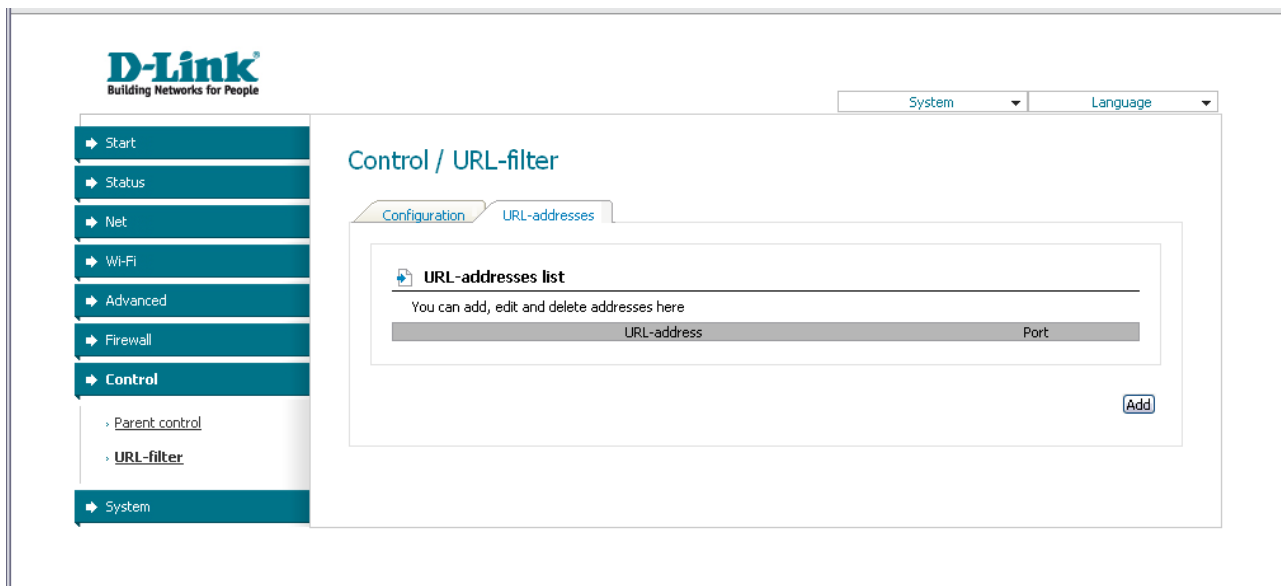 D-Link
Building Networks for People
System Language
Start
Status
Net
Wi-Fi
Advanced
Firewall
Control
Parent control
URL-filter
System
Control / URL-filter
Configuration URL-addresses
URL-addresses list
You can add, edit and delete addresses here
URL-address Port
Add